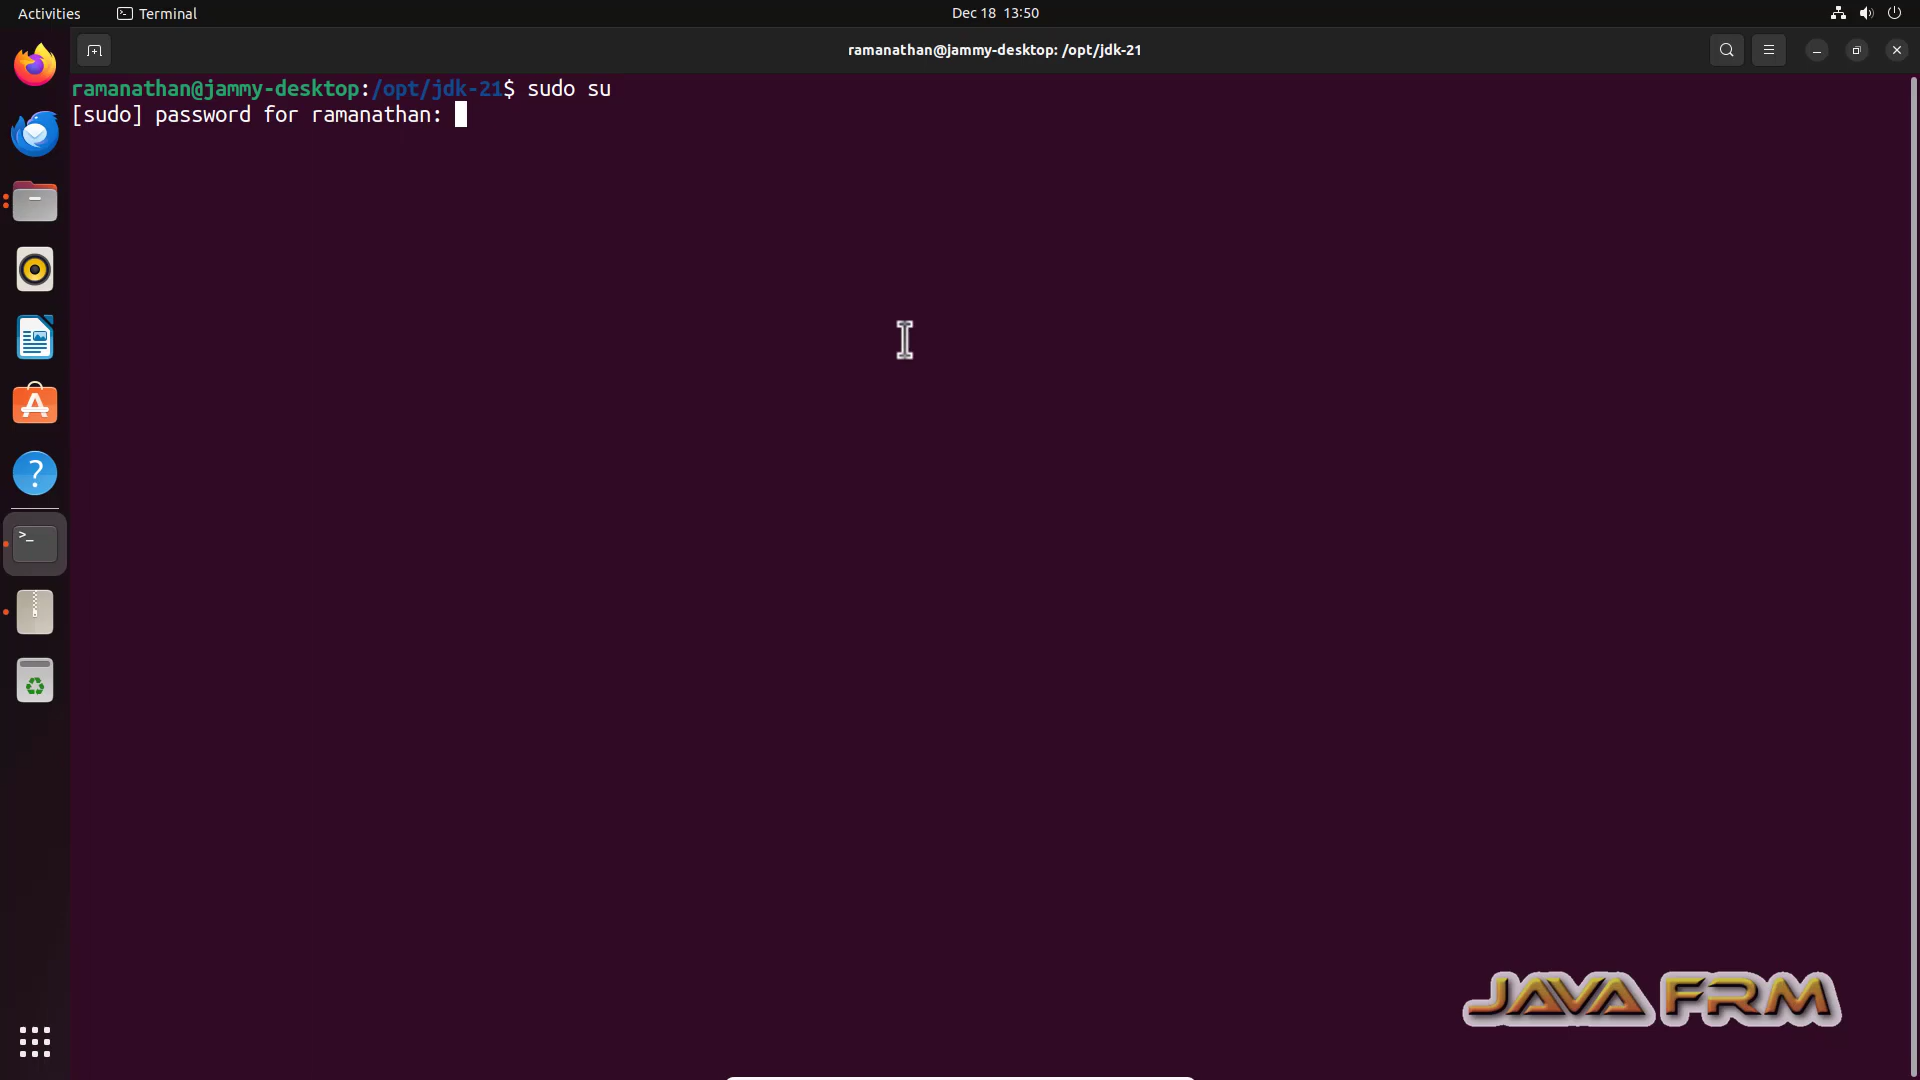 Activities
Terminal
Dec 18 13:50
ramanathan@jammy-desktop: /opt/jdk-21
ramanathan@jammy-desktop:/opt/jdk-21$ sudo su
[sudo] password for ramanathan:
JAVA FRM